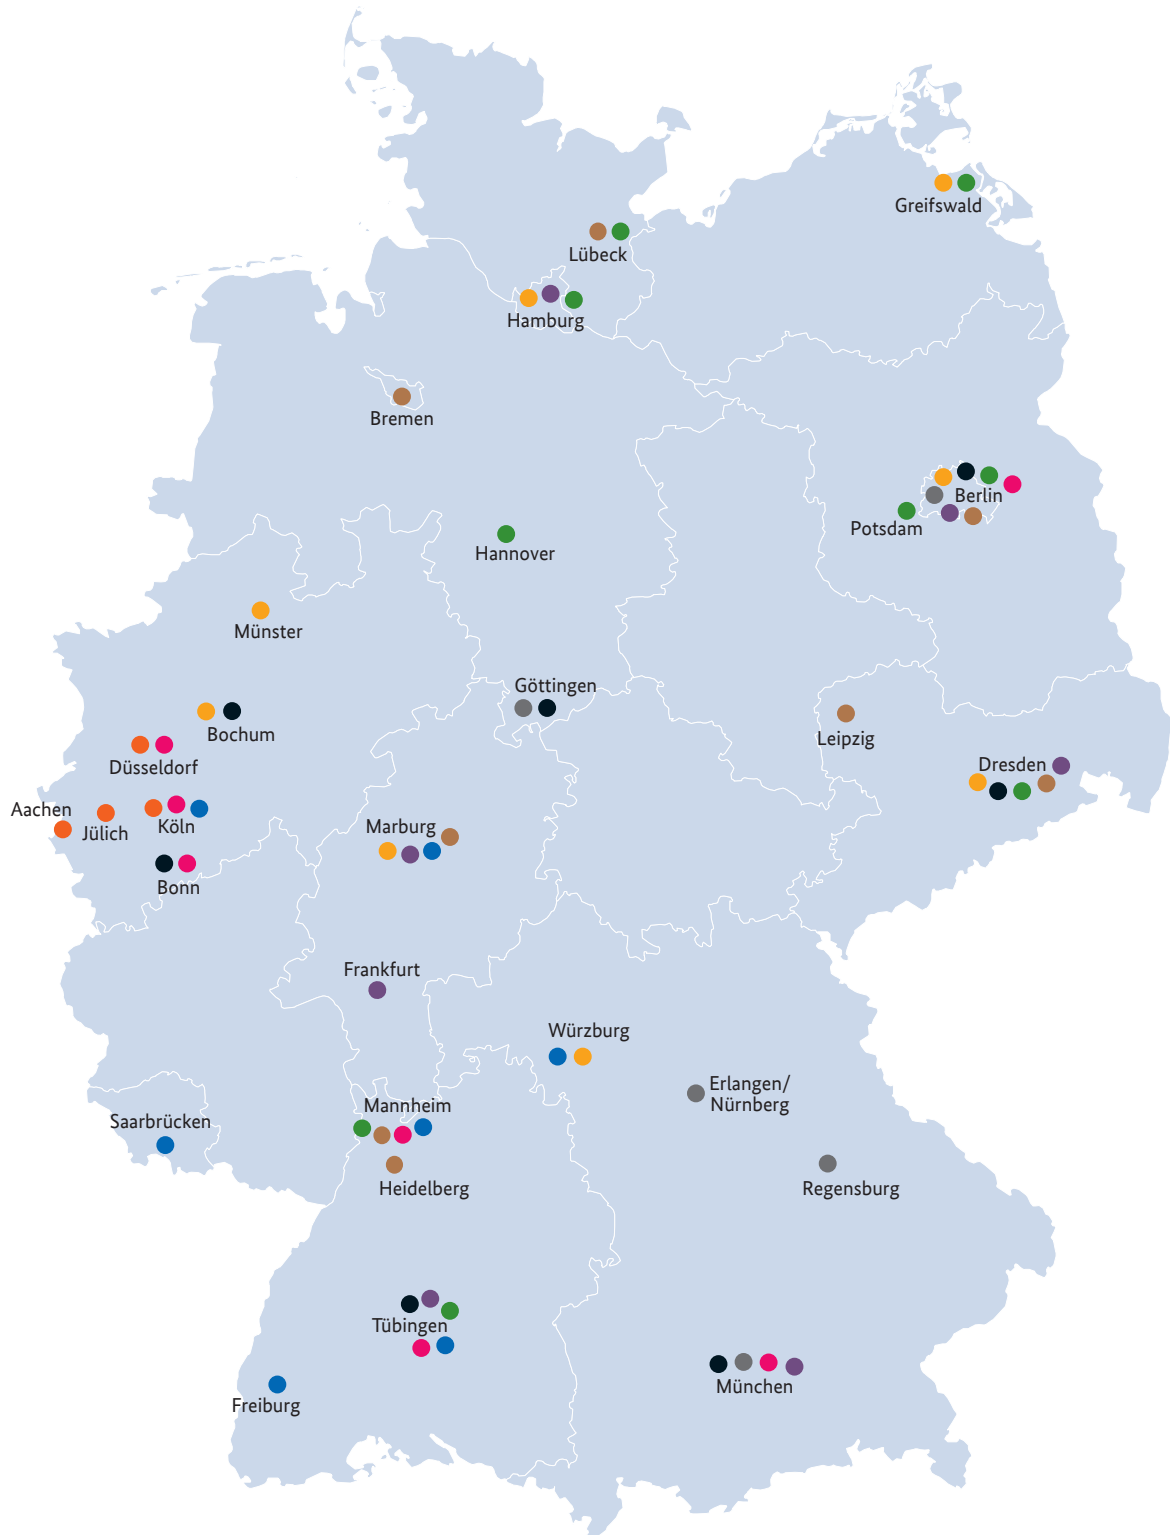 Greifswald
Lübeck
Hamburg
Bremen
Berlin
Potsdam
Hannover
Münster
Göttingen
Bochum
Leipzig
Düsseldorf
Dresden
Aachen
Jülich
Köln
Marburg
Bonn
Frankfurt
Würzburg
Erlangen/
Nürnberg
Mannheim
Saarbrücken
Heidelberg
Regensburg
Tübingen
München
Freiburg